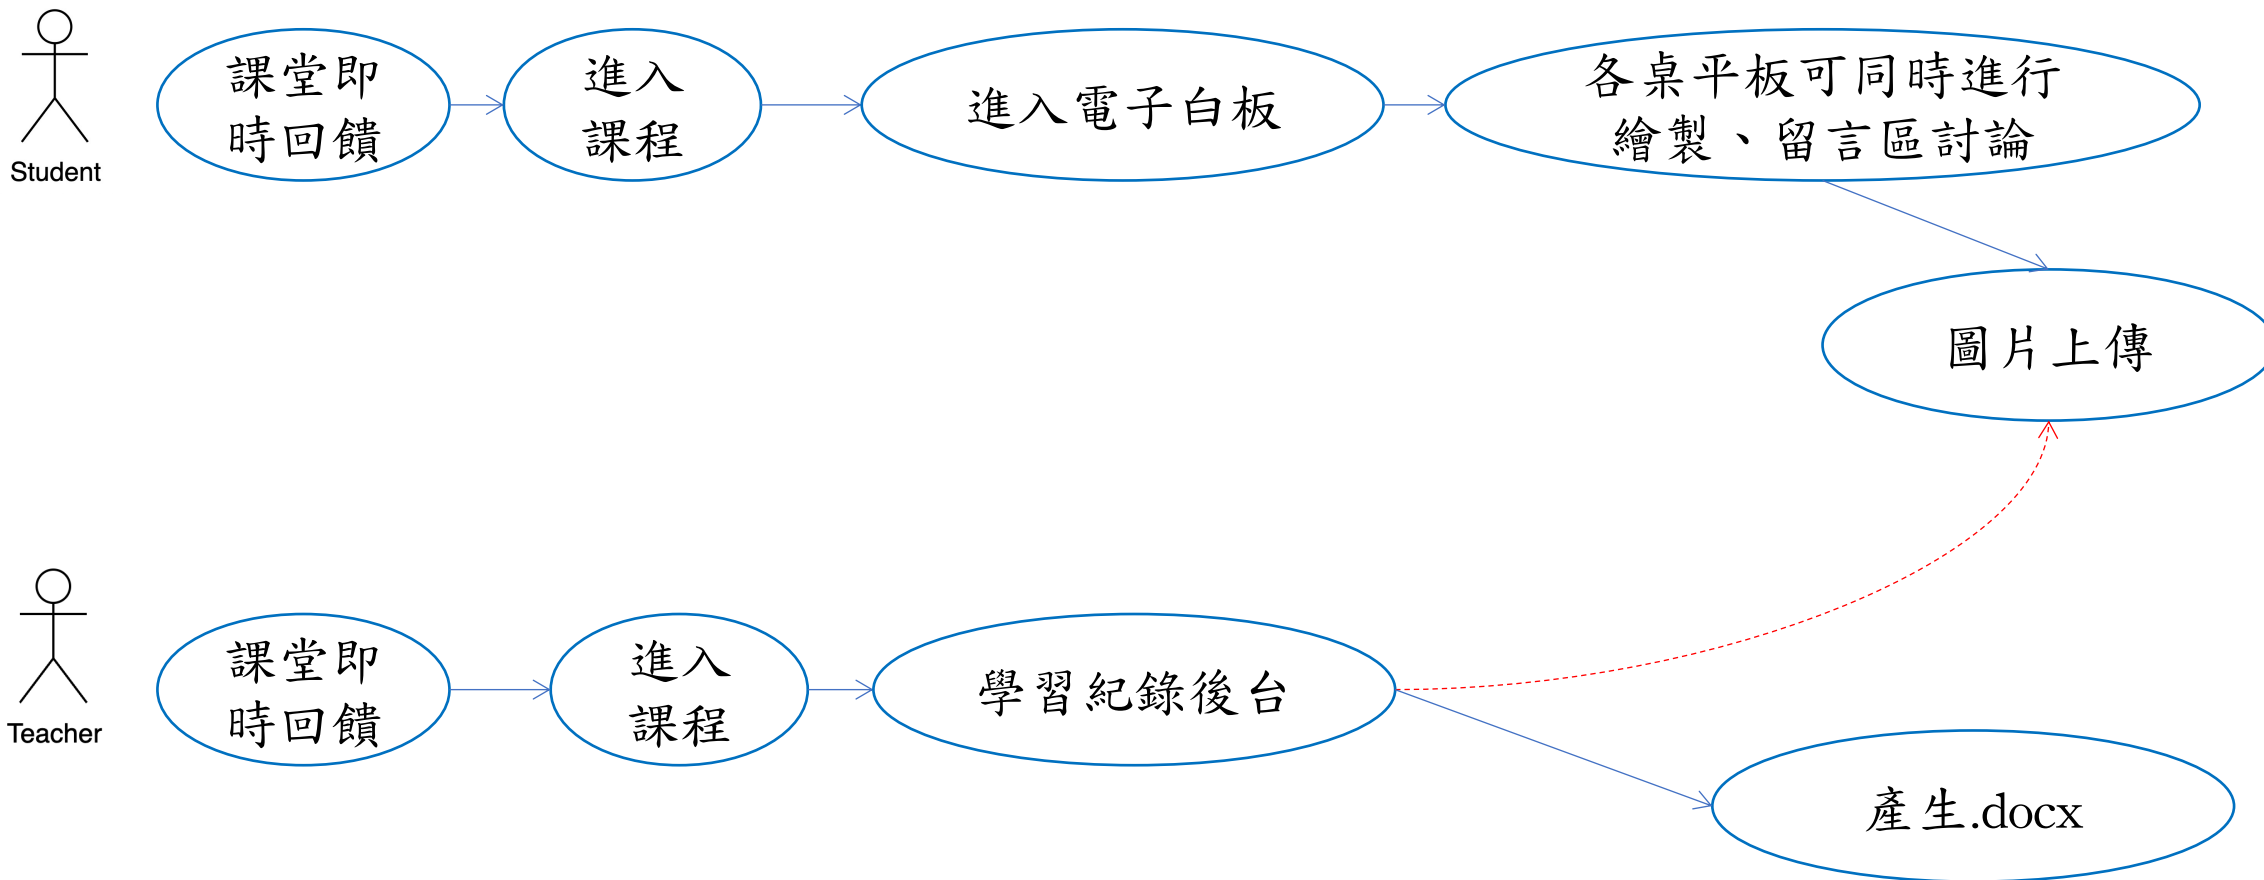 Student
課堂即
時回饋
進入
課程
進入電子白板
各桌平板可同時進行
繪製、留言區討論
圖片上傳
Teacher
課堂即
時回饋
進入
課程
學習紀錄後台
產生.docx